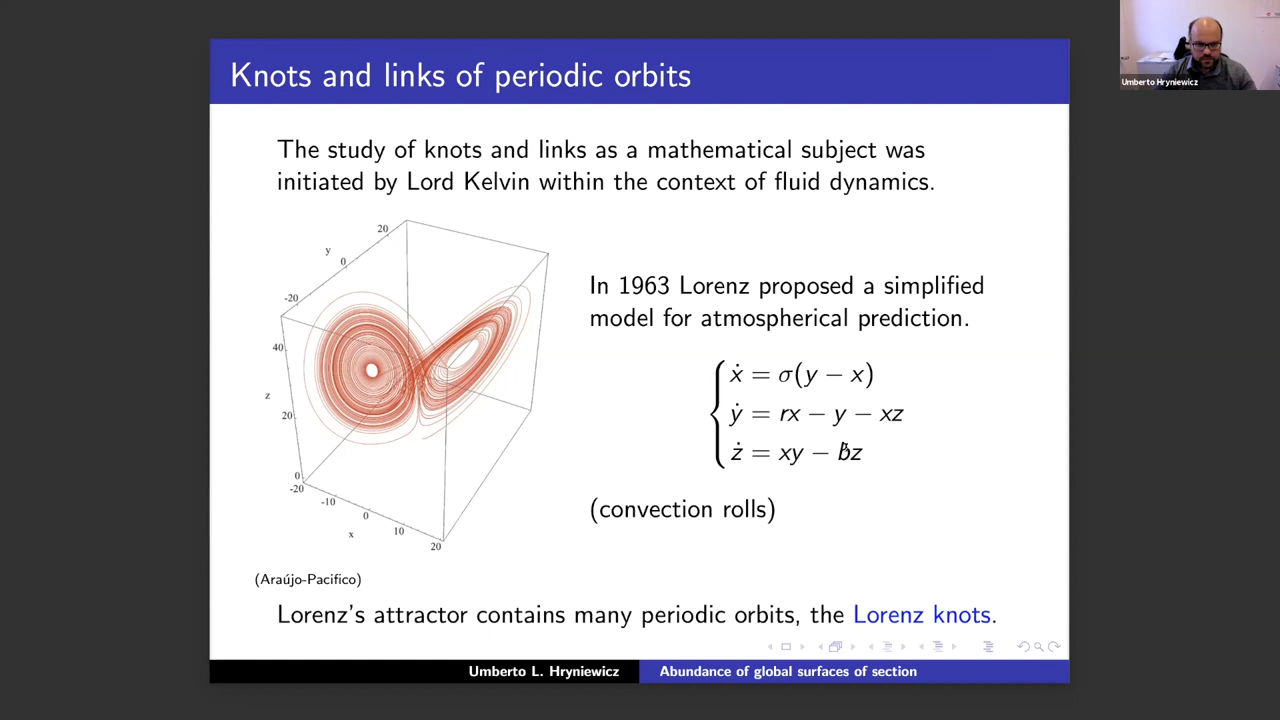 Knots and links of periodic orbits
Umberto Hryniewicz
The study of knots and links as a mathematical subject was
initiated by Lord Kelvin within the context of fluid dynamics.
20
y
0
-20
40
z
20
0
-20
-10
0
x
10
20
In 1963 Lorenz proposed a simplified
model for atmospherical prediction.
ẋ = σ(y − x)
ẏ = rx − y − xz
ż = xy − bz
(convection rolls)
(Araújo-Pacifico)
Lorenz's attractor contains many periodic orbits, the Lorenz knots.
Umberto L. Hryniewicz
Abundance of global surfaces of section